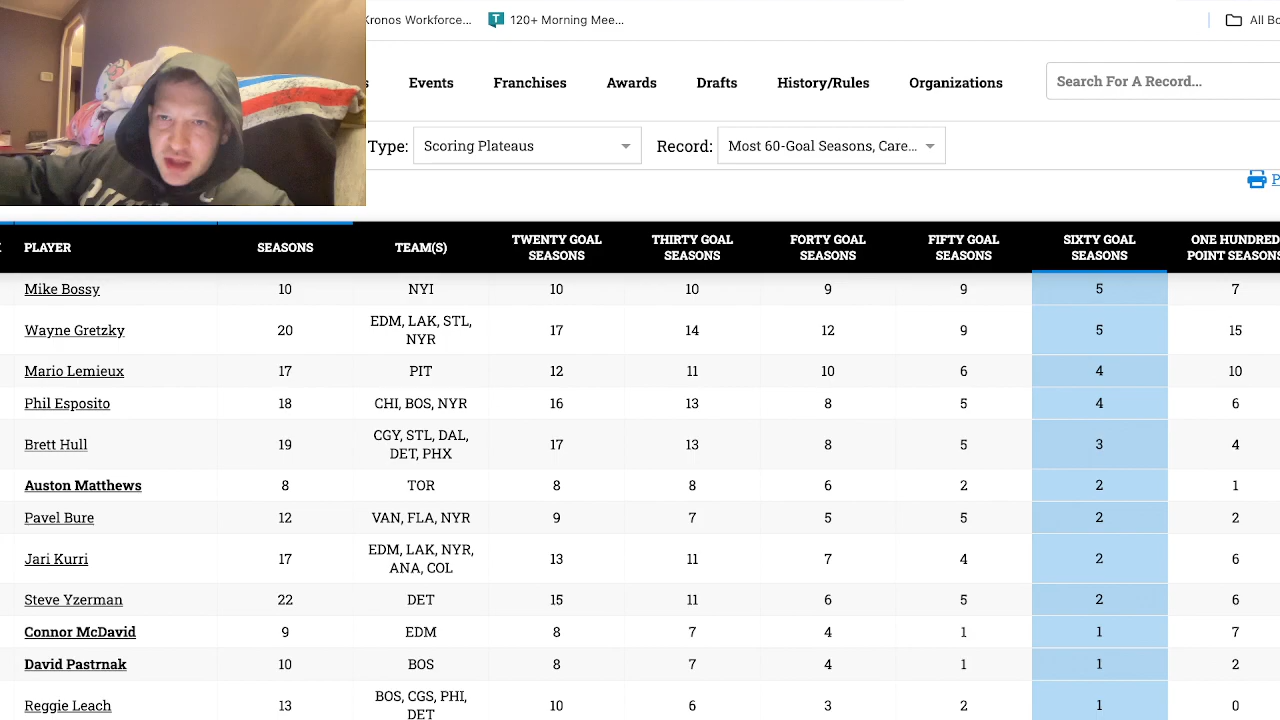 Kronos Workforce...
120+ Morning Mee...
All Bo
s
Events
Franchises
Awards
Drafts
History/Rules
Organizations
Search For A Record...
Type:
Scoring Plateaus
Record:
Most 60-Goal Seasons, Care...
P
PLAYER
SEASONS
TEAM(S)
TWENTY GOAL
SEASONS
THIRTY GOAL
SEASONS
FORTY GOAL
SEASONS
FIFTY GOAL
SEASONS
SIXTY GOAL
SEASONS
ONE HUNDRED
POINT SEASONS
Mike Bossy 10 NYI 10 10 9 9 5 7
Wayne Gretzky 20 EDM, LAK, STL,
NYR 17 14 12 9 5 15
Mario Lemieux 17 PIT 12 11 10 6 4 10
Phil Esposito 18 CHI, BOS, NYR 16 13 8 5 4 6
Brett Hull 19 CGY, STL, DAL,
DET, PHX 17 13 8 5 3 4
Auston Matthews 8 TOR 8 8 6 2 2 1
Pavel Bure 12 VAN, FLA, NYR 9 7 5 5 2 2
Jari Kurri 17 EDM, LAK, NYR,
ANA, COL 13 11 7 4 2 6
Steve Yzerman 22 DET 15 11 6 5 2 6
Connor McDavid 9 EDM 8 7 4 1 1 7
David Pastrnak 10 BOS 8 7 4 1 1 2
Reggie Leach 13 BOS, CGS, PHI,
DET 10 6 3 2 1 0